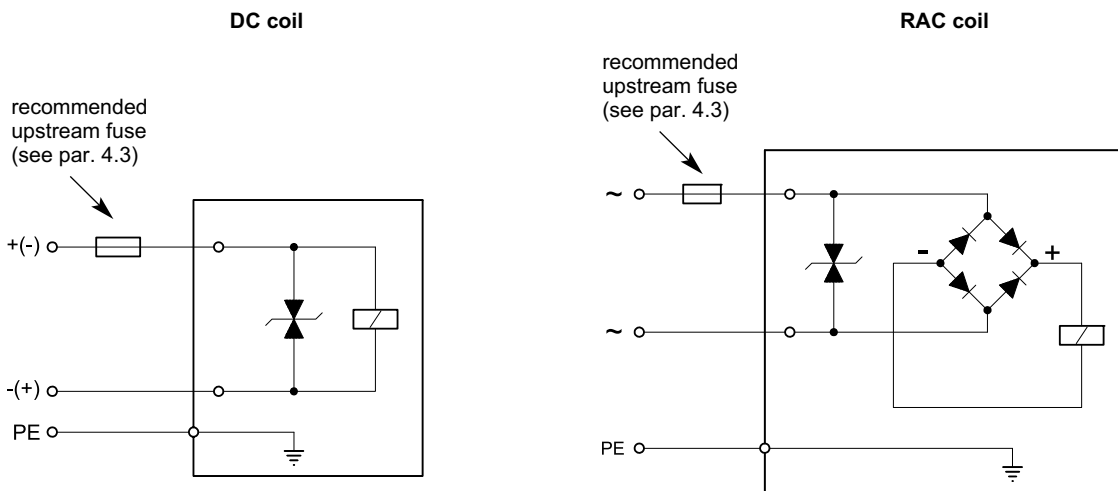 DC coil
recommended
upstream fuse
(see par. 4.3)
+(-)
-(+)
PE
RAC coil
recommended
upstream fuse
(see par. 4.3)
~
- +
~
PE